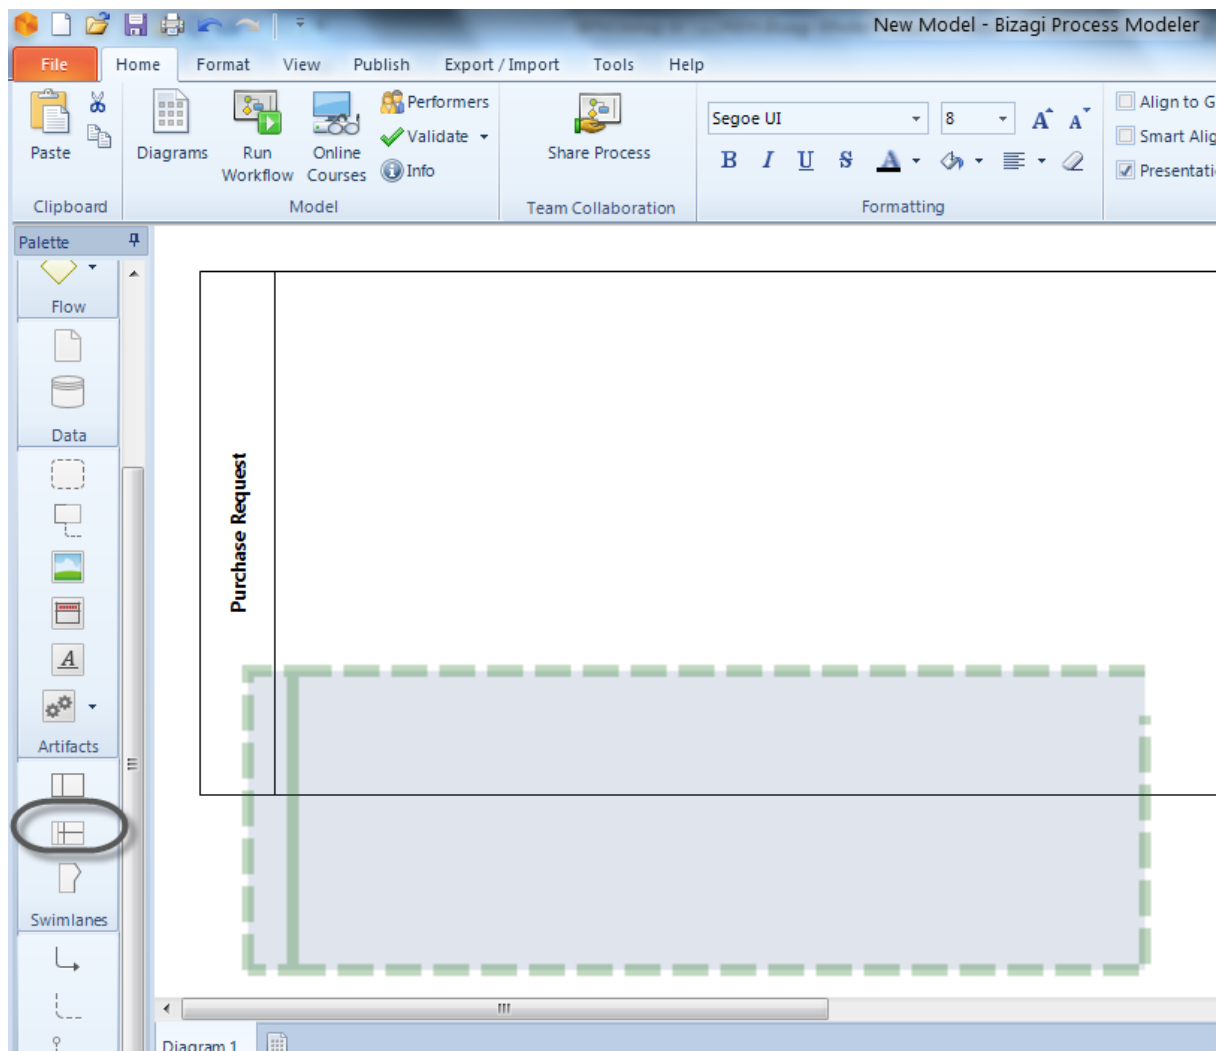 New Model - Bizagi Process Modeler
File Home Format View Publish Export / Import Tools Help
Paste
Clipboard
Diagrams
Run
Workflow
Online
Courses
Performers
Validate
Info
Model
Share Process
Team Collaboration
Segoe UI 8
B I U S A
Formatting
Align to G
Smart Alig
Presentati
Palette
Flow
Data
A
Artifacts
Swimlanes
Purchase Request
Diagram 1